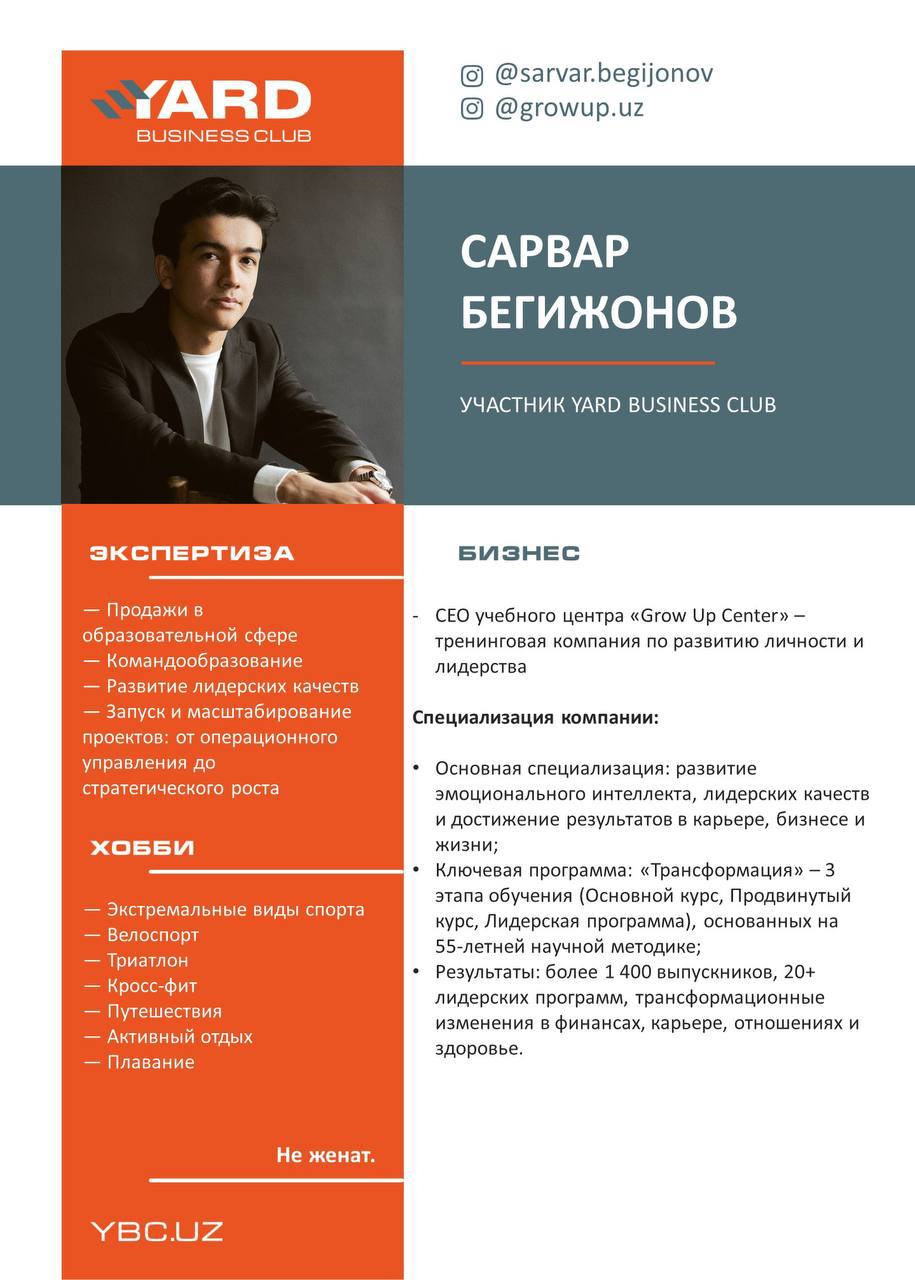 YARD
BUSINESS CLUB
@sarvar.begijonov
@growup.uz
САРВАР
БЕГИЖОНОВ
УЧАСТНИК YARD BUSINESS CLUB
ЭКСПЕРТИЗА
— Продажи в
образовательной сфере
— Командообразование
— Развитие лидерских качеств
— Запуск и масштабирование
проектов: от операционного
управления до
стратегического роста
ХОББИ
— Экстремальные виды спорта
— Велоспорт
— Триатлон
— Кросс-фит
— Путешествия
— Активный отдых
— Плавание
Не женат.
YBC.UZ
БИЗНЕС
- CEO учебного центра «Grow Up Center» –
тренинговая компания по развитию личности и
лидерства
Специализация компании:
• Основная специализация: развитие
эмоционального интеллекта, лидерских качеств
и достижение результатов в карьере, бизнесе и
жизни;
• Ключевая программа: «Трансформация» – 3
этапа обучения (Основной курс, Продвинутый
курс, Лидерская программа), основанных на
55-летней научной методике;
• Результаты: более 1 400 выпускников, 20+
лидерских программ, трансформационные
изменения в финансах, карьере, отношениях и
здоровье.